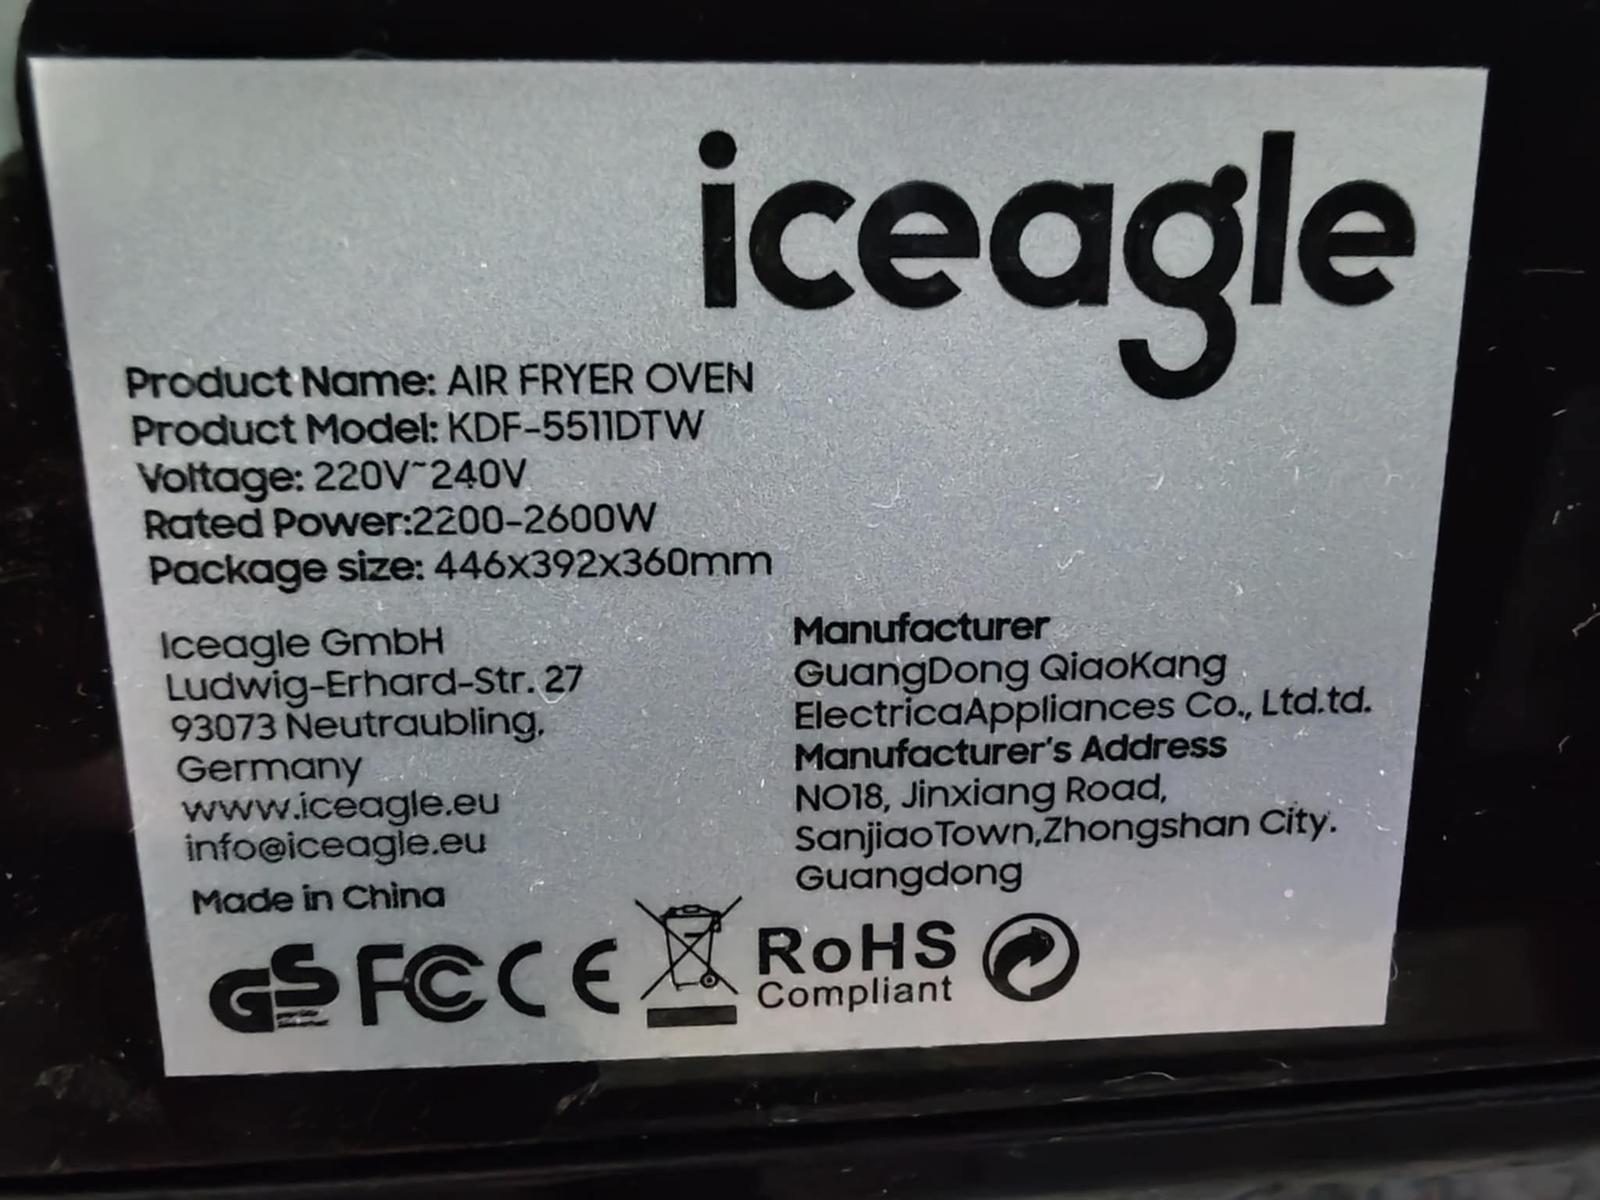 iceagle
Product Name: AIR FRYER OVEN
Product Model: KDF-5511DTW
Voltage: 220V~240V
Rated Power:2200-2600W
Package size: 446x392x360mm
Iceagle GmbH
Ludwig-Erhard-Str. 27
93073 Neutraubling,
Germany
www.iceagle.eu
info@iceagle.eu
Made in China
Manufacturer
GuangDong QiaoKang
ElectricaAppliances Co., Ltd.td.
Manufacturer's Address
NO18, Jinxiang Road,
SanjiaoTown,Zhongshan City.
Guangdong
GS FC CE
RoHS
Compliant